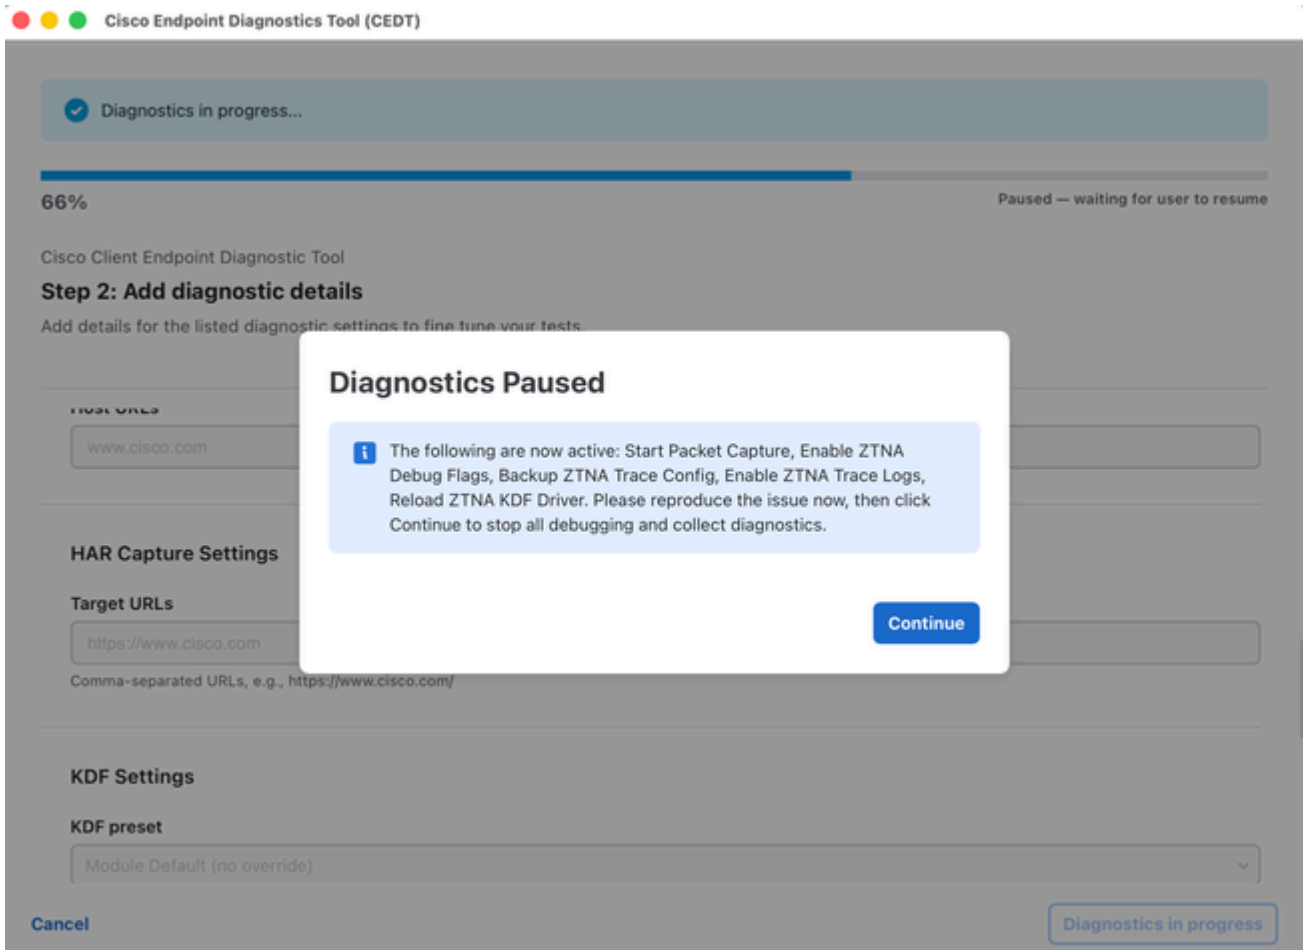 Cisco Endpoint Diagnostics Tool (CEDT)
Diagnostics in progress...
66%
Paused — waiting for user to resume
Cisco Client Endpoint Diagnostic Tool
Step 2: Add diagnostic details
Add details for the listed diagnostic settings to fine tune your tests.
Diagnostics Paused
The following are now active: Start Packet Capture, Enable ZTNA
Debug Flags, Backup ZTNA Trace Config, Enable ZTNA Trace Logs,
Reload ZTNA KDF Driver. Please reproduce the issue now, then click
Continue to stop all debugging and collect diagnostics.
Continue
Host URLs
www.cisco.com
HAR Capture Settings
Target URLs
https://www.cisco.com
Comma-separated URLs, e.g., https://www.cisco.com/
KDF Settings
KDF preset
Module Default (no override)
Cancel
Diagnostics in progress